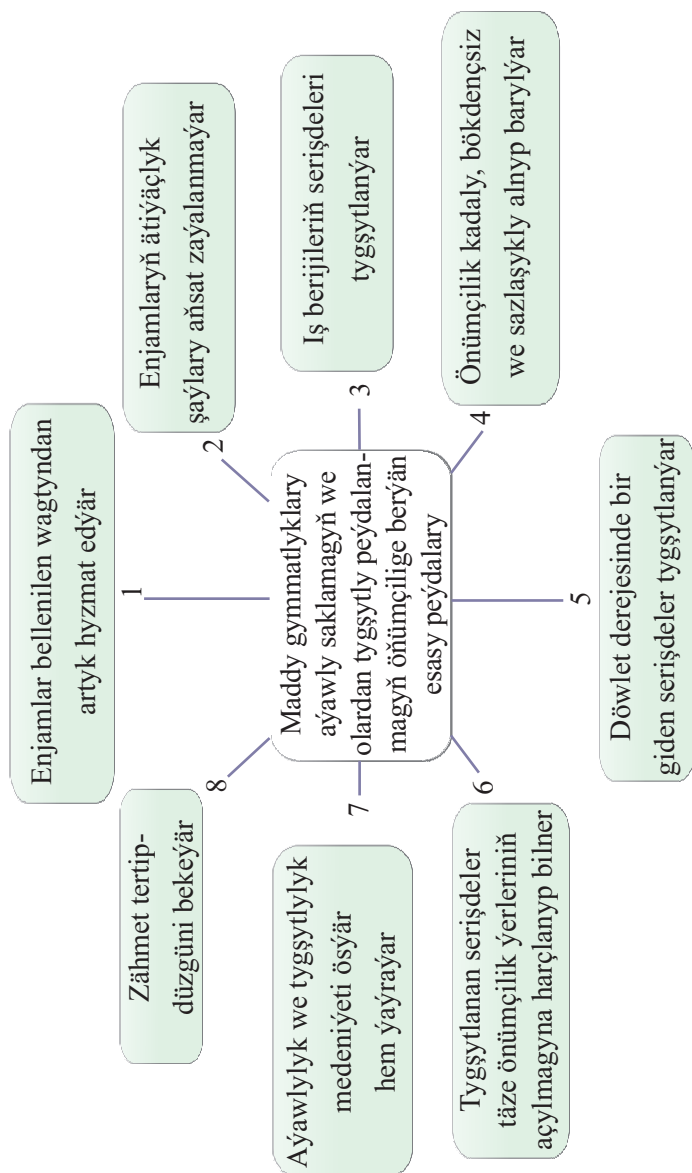 Maddy gymmatlyklary
aýawly saklamagyň we
olardan tygşytly peýdalan-
magyň öňümçilige berýän
esasy peýdalary
1
Enjamlar bellenilen wagtyndan
artyk hyzmat edýär
2
Enjamlaryň ätiýäçlyk
şaýlary aňsat zaýalanmaýar
3
Iş berijileriň serişdeleri
tygşytlanýar
4
Önümçilik kadaly, bökdençsiz
we sazlaşykly alnyp barylýar
5
Döwlet derejesinde bir
giden serişdeler tygşytlanýar
6
Tygşytlanan serişdeler
täze önümçilik ýerleriniň
açylmagyna harçlanyp bilner
7
Aýawlylyk we tygşytlylyk
medeniýeti ösýär
hem ýaýraýar
8
Zähmet tertip-
düzgüni bekeýär